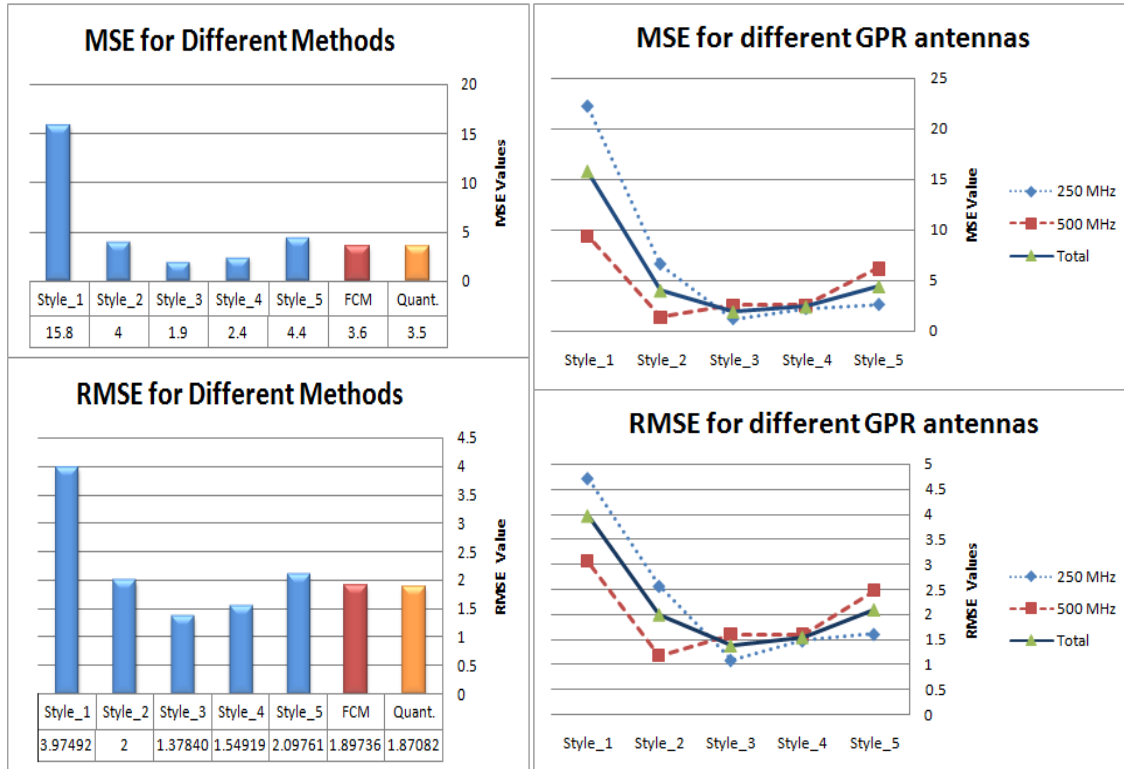 MSE for Different Methods
20
15
10
5
0
MSE Values
Style_1 Style_2 Style_3 Style_4 Style_5 FCM Quant.
15.8 4 1.9 2.4 4.4 3.6 3.5
MSE for different GPR antennas
25
20
15
10
5
0
MSE Value
250 MHz
500 MHz
Total
Style_1 Style_2 Style_3 Style_4 Style_5
RMSE for Different Methods
4.5
4
3.5
3
2.5
2
1.5
1
0.5
0
RMSE Value
Style_1 Style_2 Style_3 Style_4 Style_5 FCM Quant.
3.97492 2 1.37840 1.54919 2.09761 1.89736 1.87082
RMSE for different GPR antennas
5
4.5
4
3.5
3
2.5
2
1.5
1
0.5
0
RMSE Values
250 MHz
500 MHz
Total
Style_1 Style_2 Style_3 Style_4 Style_5